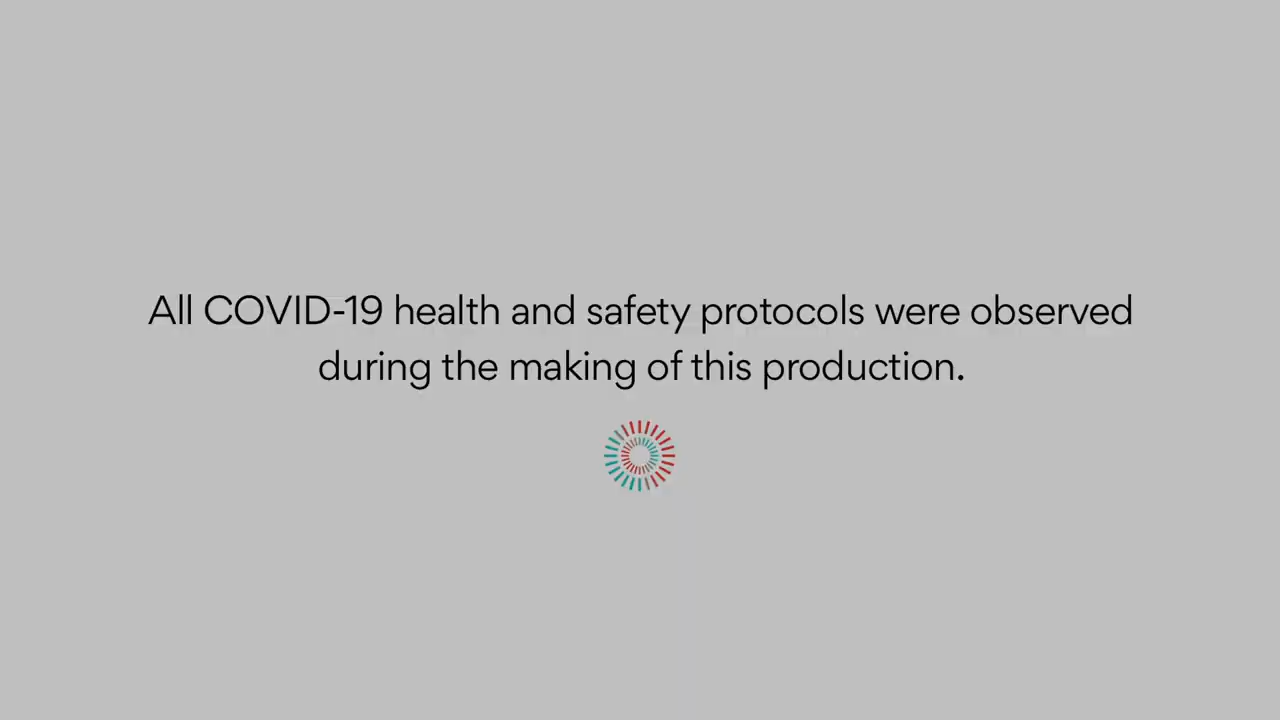 All COVID-19 health and safety protocols were observed
during the making of this production.